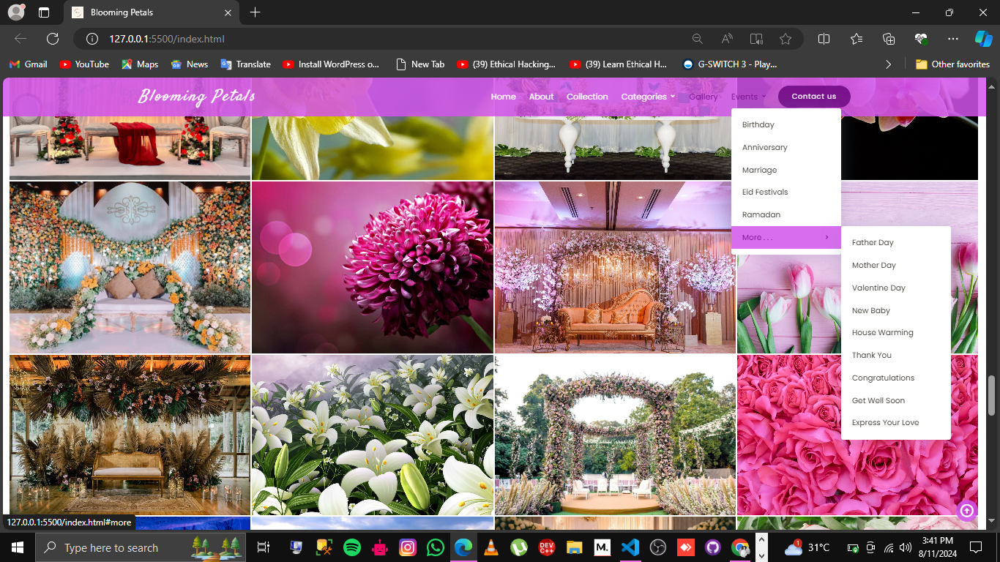 Blooming Petals
127.0.0.1:5500/index.html
Gmail YouTube Maps News Translate Install WordPress o... New Tab (39) Ethical Hacking... (39) Learn Ethical H... G-SWITCH 3 - Play... Other favorites
Blooming Petals Home About Collection Categories Gallery Events Contact us
Birthday
Anniversary
Marriage
Eid Festivals
Ramadan
More . . .
Father Day
Mother Day
Valentine Day
New Baby
House Warming
Thank You
Congratulations
Get Well Soon
Express Your Love
127.0.0.1:5500/index.html#more
Type here to search
M.
DEV C++
1
31°C
3:41 PM
8/11/2024